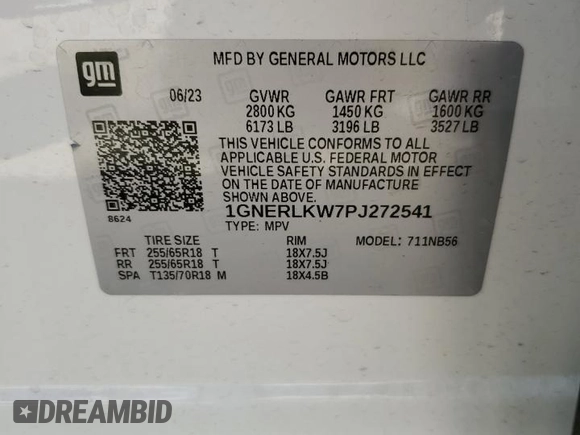 gm
MFD BY GENERAL MOTORS LLC
06/23 GVWR GAWR FRT GAWR RR
2800 KG 1450 KG 1600 KG
6173 LB 3196 LB 3527 LB
THIS VEHICLE CONFORMS TO ALL
APPLICABLE U.S. FEDERAL MOTOR
VEHICLE SAFETY STANDARDS IN EFFECT
ON THE DATE OF MANUFACTURE
SHOWN ABOVE.
8624
1GNERLKW7PJ272541
TYPE: MPV
TIRE SIZE RIM MODEL: 711NB56
FRT 255/65R18 T 18X7.5J
RR 255/65R18 T 18X7.5J
SPA T135/70R18 M 18X4.5B
DREAMBID